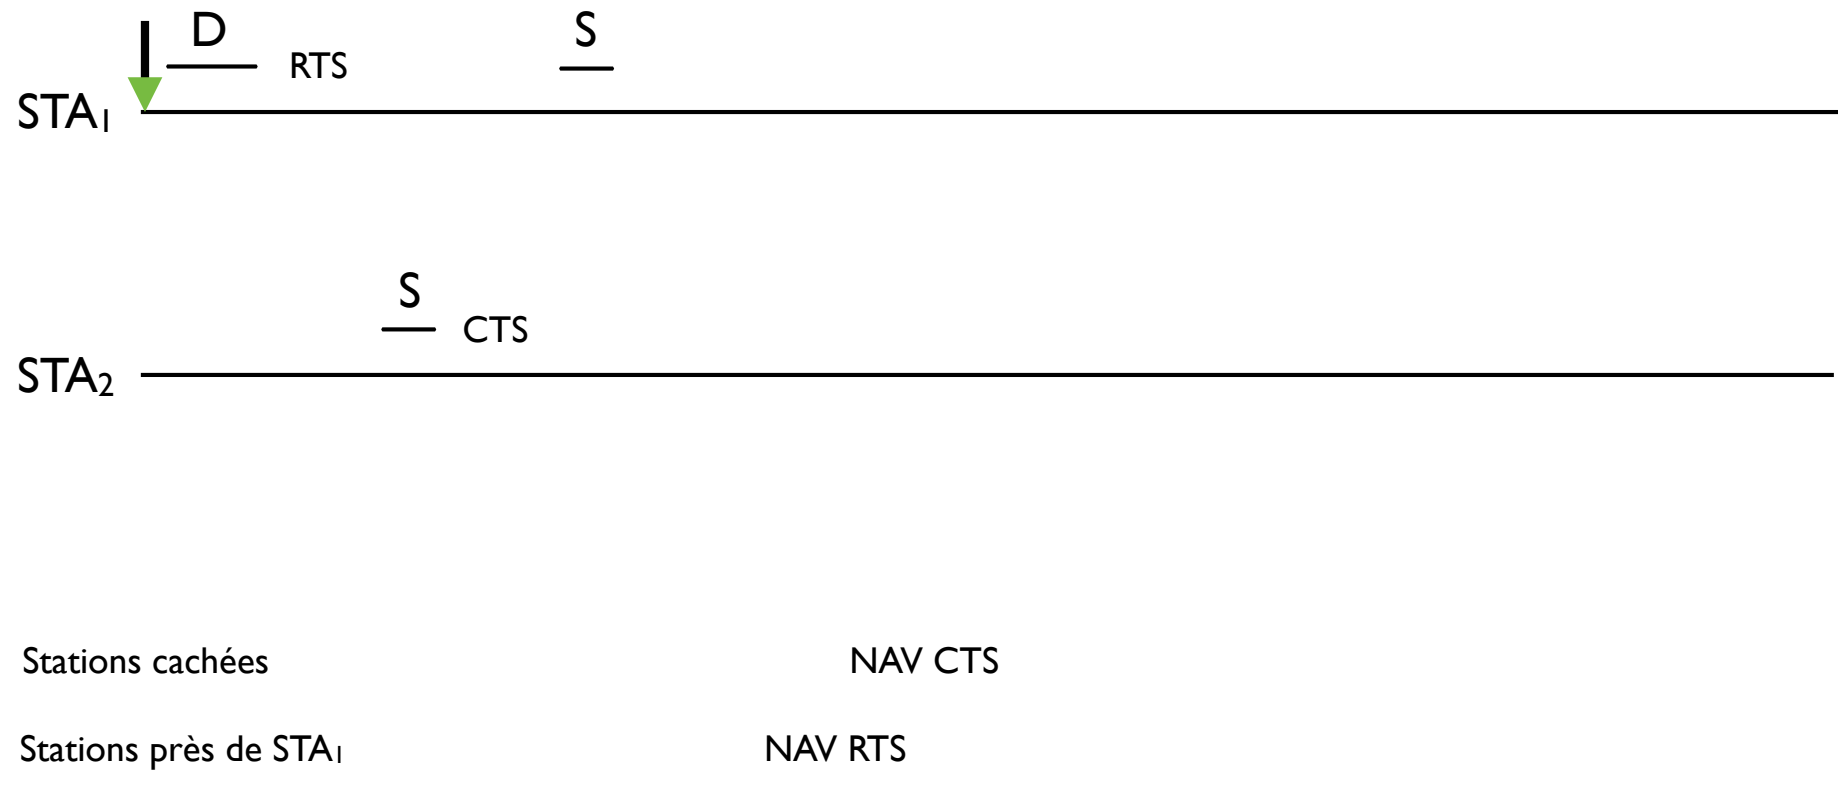 D
S
RTS
STA₁
S
CTS
STA₂
Stations cachées
NAV CTS
Stations près de STA₁
NAV RTS